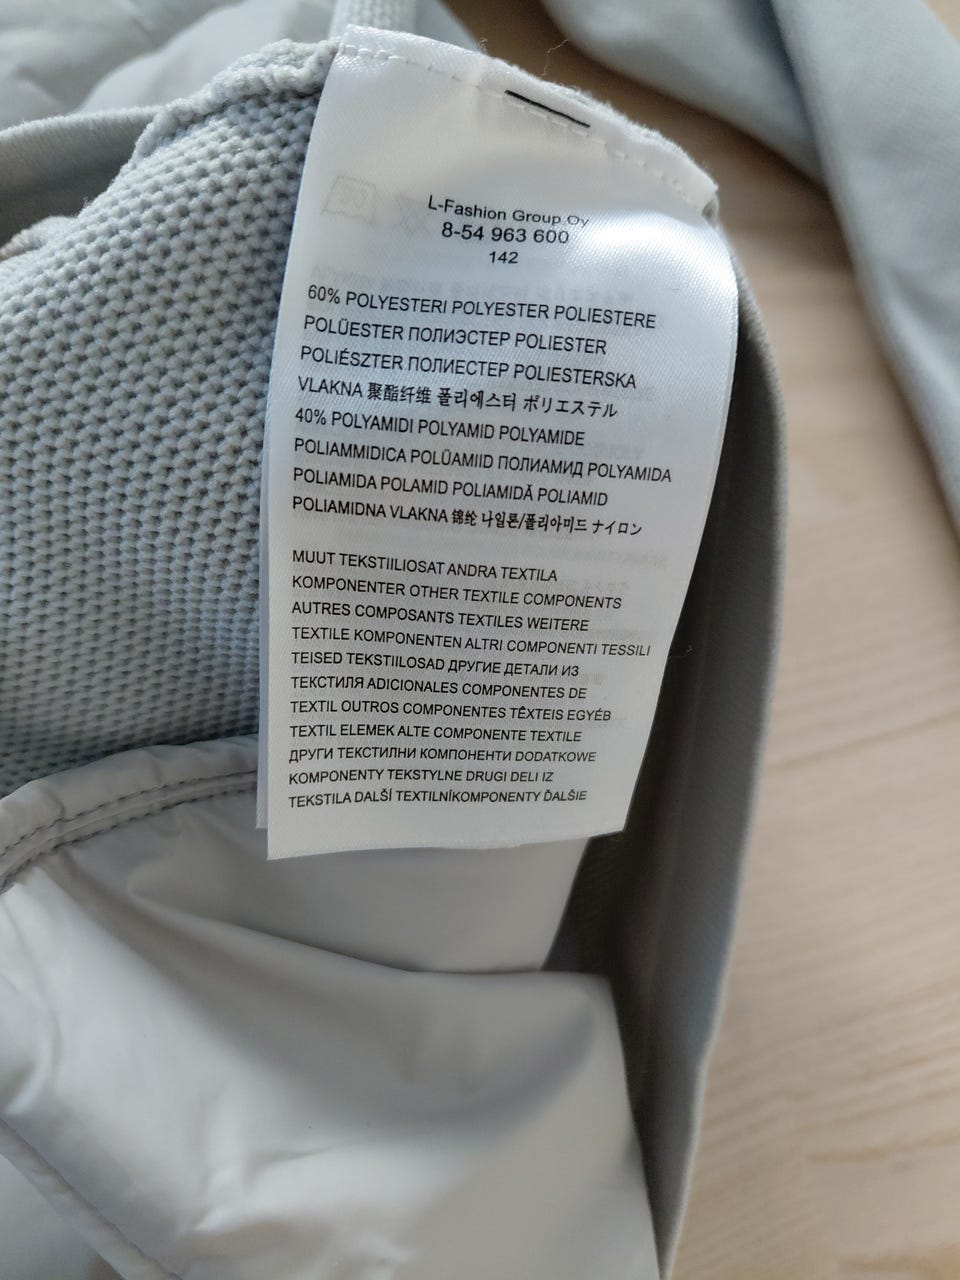 L-Fashion Group Oy
8-54 963 600
142
60% POLYESTERI POLYESTER POLIESTERE
POLÜESTER ПОЛИЭСТЕР POLIESTER
POLIÉSZTER ПОЛИЕСТЕР POLIESTERSKA
VLAKNA 聚酯纤维 폴리에스터 ポリエステル
40% POLYAMIDI POLYAMID POLYAMIDE
POLIAMMIDICA POLÜAMIID ПОЛИАМИД POLYAMIDA
POLIAMIDA POLAMID POLIAMIDĂ POLIAMID
POLIAMIDNA VLAKNA 锦纶 나일론/폴리아미드 ナイロン
MUUT TEKSTIILIOSAT ANDRA TEXTILA
KOMPONENTER OTHER TEXTILE COMPONENTS
AUTRES COMPOSANTS TEXTILES WEITERE
TEXTILE KOMPONENTEN ALTRI COMPONENTI TESSILI
TEISED TEKSTIILOSAD ДРУГИЕ ДЕТАЛИ ИЗ
ТЕКСТИЛЯ ADICIONALES COMPONENTES DE
TEXTIL OUTROS COMPONENTES TÊXTEIS EGYÉB
TEXTIL ELEMEK ALTE COMPONENTE TEXTILE
ДРУГИ ТЕКСТИЛНИ КОМПОНЕНТИ DODATKOWE
KOMPONENTY TEKSTYLNE DRUGI DELI IZ
TEKSTILA DALŠÍ TEXTILNÍKOMPONENTY ĎALŠIE